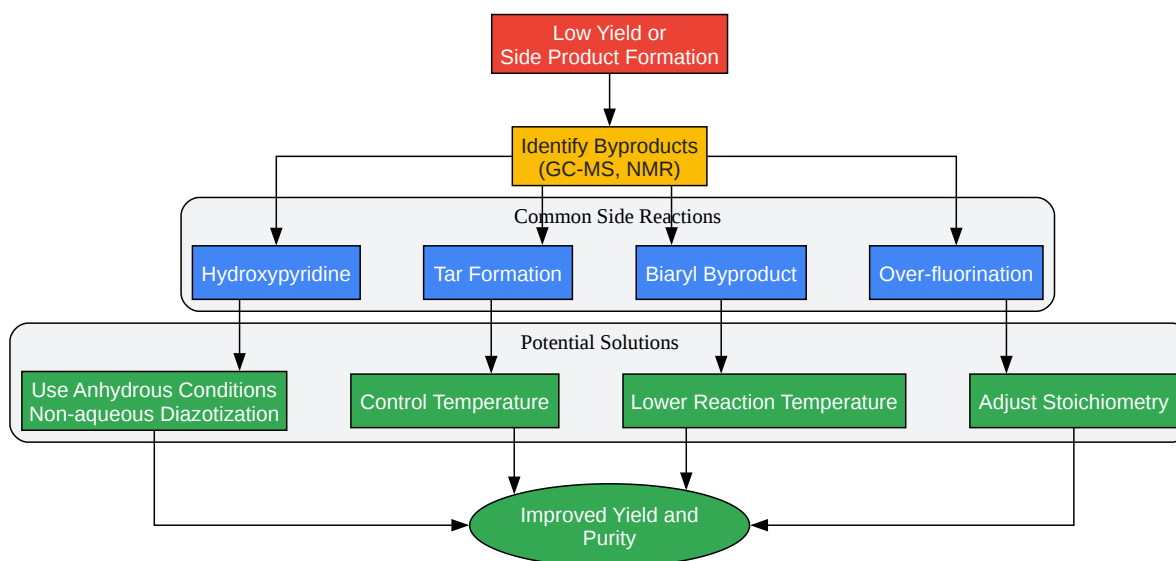 Low Yield or
Side Product Formation
Identify Byproducts
(GC-MS, NMR)
Common Side Reactions
Hydroxypyridine
Tar Formation
Biaryl Byproduct
Over-fluorination
Potential Solutions
Use Anhydrous Conditions
Non-aqueous Diazotization
Control Temperature
Lower Reaction Temperature
Adjust Stoichiometry
Improved Yield and
Purity